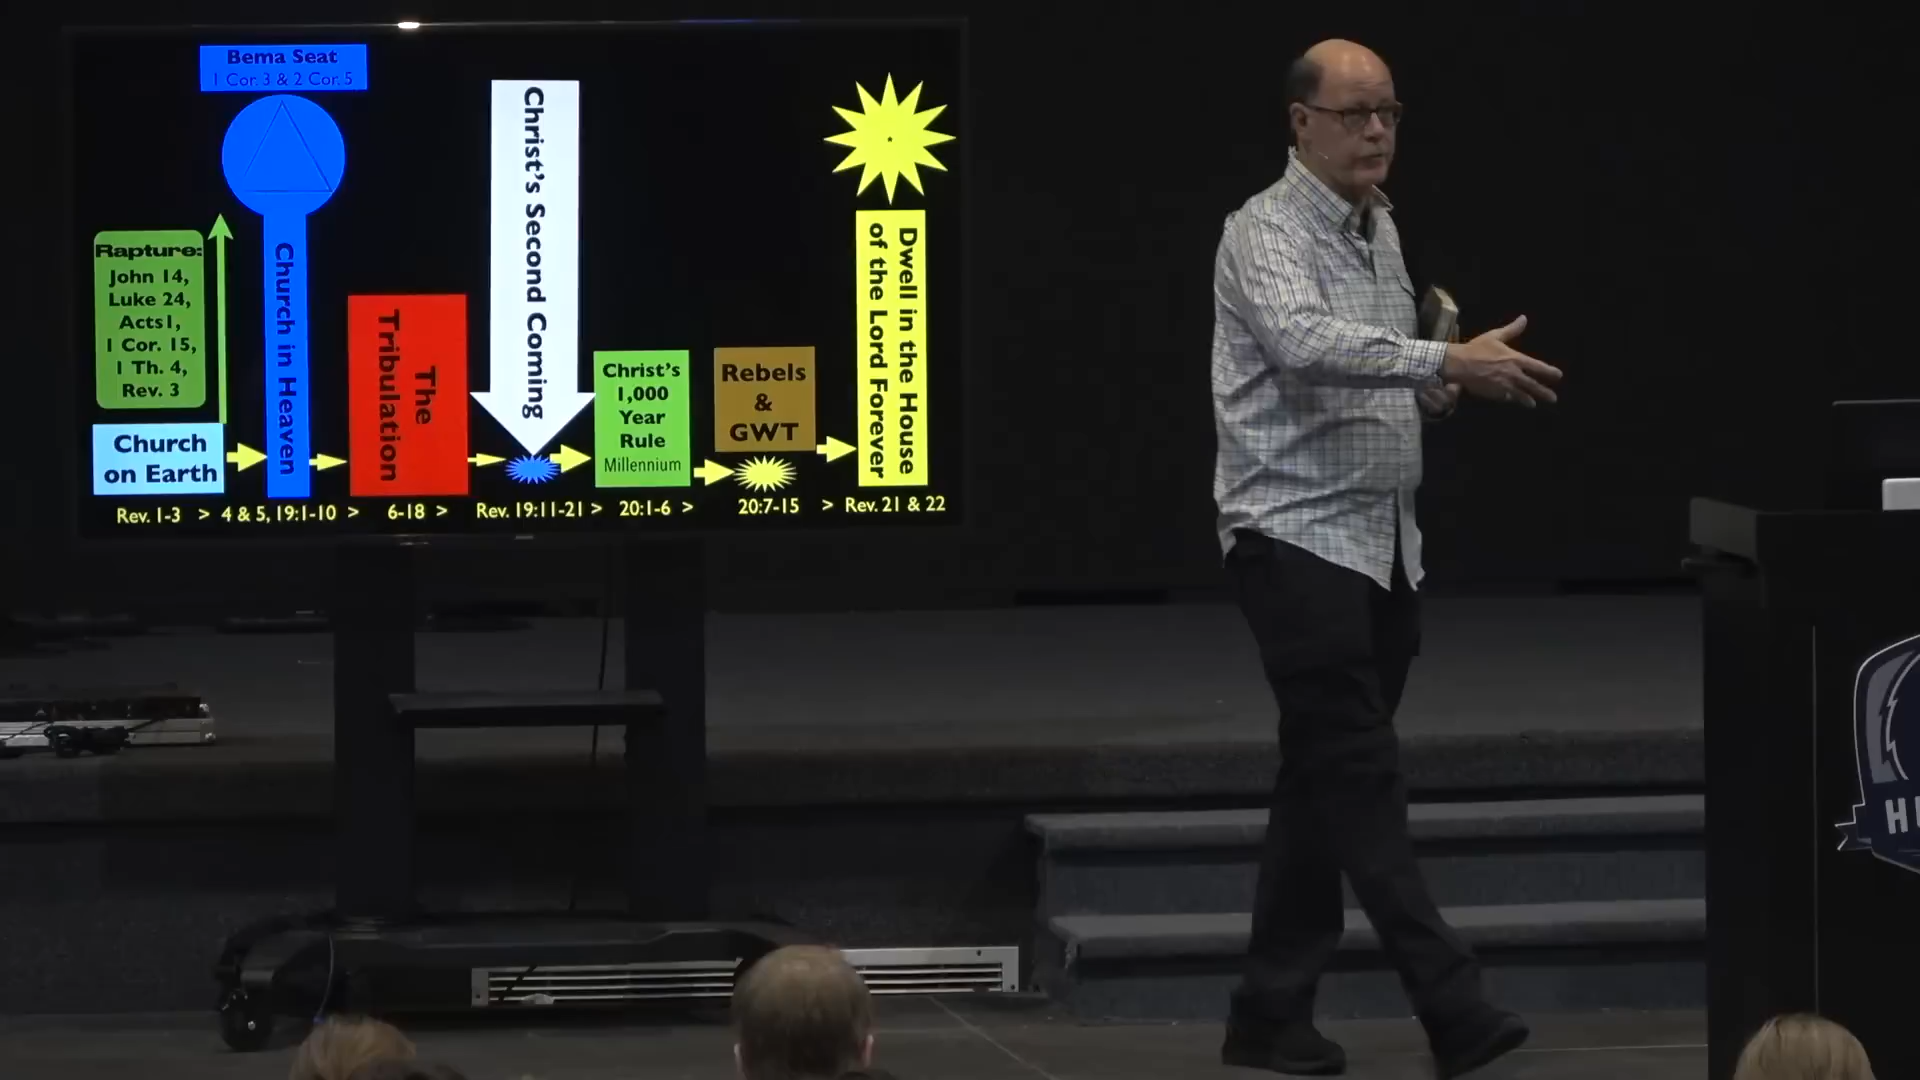 Bema Seat
1 Cor. 3 & 2 Cor. 5
Rapture:
John 14,
Luke 24,
Acts1,
1 Cor. 15,
1 Th. 4,
Rev. 3
Church
on Earth
Church in Heaven
The
Tribulation
Christ's Second Coming
Christ's
1,000
Year
Rule
Millennium
Rebels
&
GWT
Dwell in the House
of the Lord Forever
Rev. 1-3 > 4 & 5, 19:1-10 > 6-18 > Rev. 19:11-21 > 20:1-6 > 20:7-15 > Rev. 21 & 22